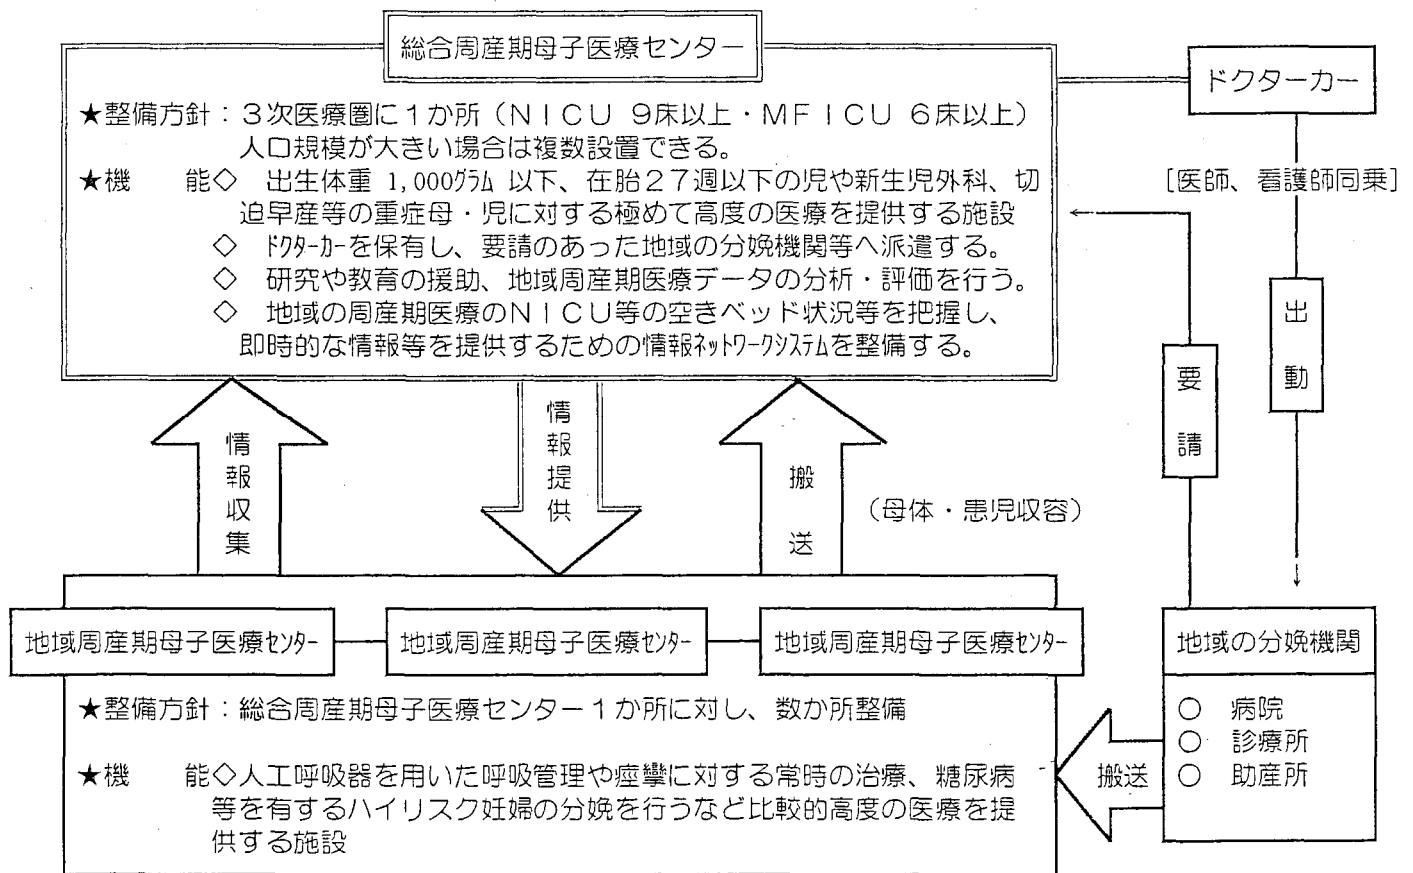 総合周産期母子医療センター
★整備方針：３次医療圏に１か所（ＮＩＣＵ 9床以上・ＭＦＩＣＵ 6床以上）
人口規模が大きい場合は複数設置できる。
★機　　能◇　出生体重 1,000ｸﾞﾗﾑ 以下、在胎２７週以下の児や新生児外科、切
迫早産等の重症母・児に対する極めて高度の医療を提供する施設
◇　ﾄﾞｸﾀｰｶｰを保有し、要請のあった地域の分娩機関等へ派遣する。
◇　研究や教育の援助、地域周産期医療データの分析・評価を行う。
◇　地域の周産期医療のＮＩＣＵ等の空きベッド状況等を把握し、
即時的な情報等を提供するための情報ﾈｯﾄﾜｰｸｼｽﾃﾑを整備する。
ドクターカー
[医師、看護師同乗]
出動
要請
情報収集
情報提供
搬送
（母体・患児収容）
地域周産期母子医療ｾﾝﾀｰ
地域周産期母子医療ｾﾝﾀｰ
地域周産期母子医療ｾﾝﾀｰ
★整備方針：総合周産期母子医療センター１か所に対し、数か所整備
★機　　能◇人工呼吸器を用いた呼吸管理や痙攣に対する常時の治療、糖尿病
等を有するハイリスク妊婦の分娩を行うなど比較的高度の医療を提
供する施設
搬送
地域の分娩機関
○　病院
○　診療所
○　助産所